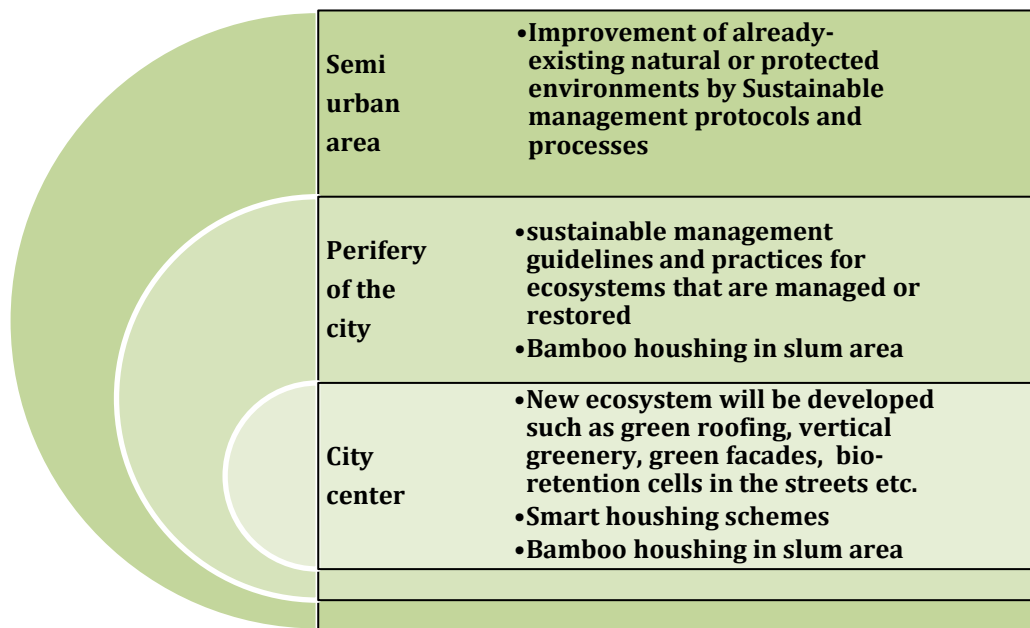 Semi
urban
area
•Improvement of already-
existing natural or protected
environments by Sustainable
management protocols and
processes
Perifery
of the
city
•sustainable management
guidelines and practices for
ecosystems that are managed or
restored
•Bamboo houshing in slum area
City
center
•New ecosystem will be developed
such as green roofing, vertical
greenery, green facades, bio-
retention cells in the streets etc.
•Smart houshing schemes
•Bamboo houshing in slum area